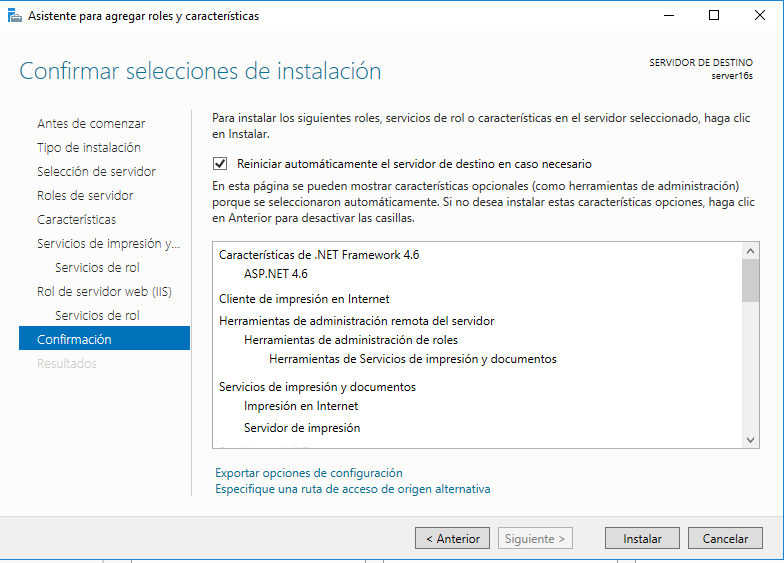 Asistente para agregar roles y características
Confirmar selecciones de instalación
SERVIDOR DE DESTINO
server16s
Antes de comenzar
Tipo de instalación
Selección de servidor
Roles de servidor
Características
Servicios de impresión y...
Servicios de rol
Rol de servidor web (IIS)
Servicios de rol
Confirmación
Resultados
Para instalar los siguientes roles, servicios de rol o características en el servidor seleccionado, haga clic
en Instalar.
Reiniciar automáticamente el servidor de destino en caso necesario
En esta página se pueden mostrar características opcionales (como herramientas de administración)
porque se seleccionaron automáticamente. Si no desea instalar estas características opciones, haga clic
en Anterior para desactivar las casillas.
Características de .NET Framework 4.6
ASP.NET 4.6
Cliente de impresión en Internet
Herramientas de administración remota del servidor
Herramientas de administración de roles
Herramientas de Servicios de impresión y documentos
Servicios de impresión y documentos
Impresión en Internet
Servidor de impresión
Exportar opciones de configuración
Especifique una ruta de acceso de origen alternativa
< Anterior
Siguiente >
Instalar
Cancelar